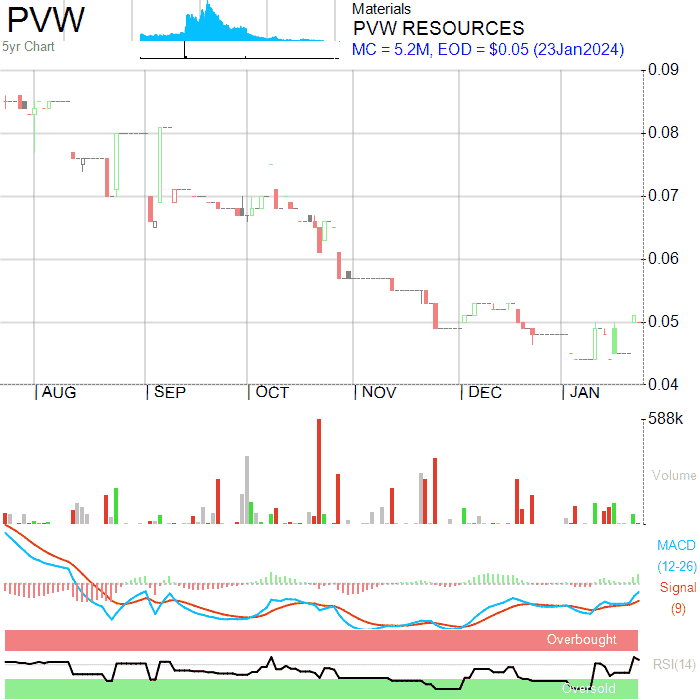 PVW
5yr Chart
Materials
PVW RESOURCES
MC = 5.2M, EOD = $0.05 (23Jan2024)
0.09
0.08
0.07
0.06
0.05
0.04
AUG SEP OCT NOV DEC JAN
588k
Volume
MACD
(12-26)
Signal
(9)
Overbought
RSI(14)
Oversold